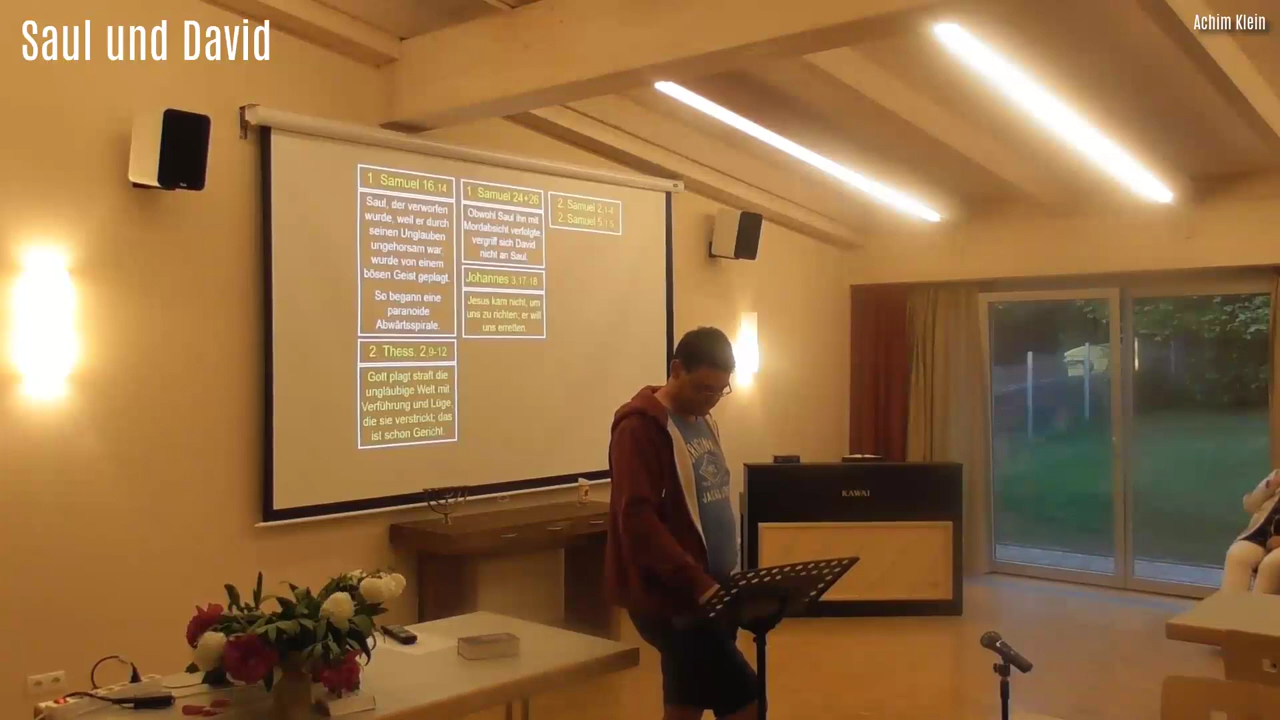 Saul und David
Achim Klein
1. Samuel 16,14
Saul, der verworfen
wurde, weil er durch
seinen Unglauben
ungehorsam war,
wurde von einem
bösen Geist geplagt.
So begann eine
paranoide
Abwärtsspirale.
2. Thess. 2,9-12
Gott plagt straft die
ungläubige Welt mit
Verführung und Lüge,
die sie verstrickt; das
ist schon Gericht.
1. Samuel 24+26
Obwohl Saul ihn mit
Mordabsicht verfolgte,
vergriff sich David
nicht an Saul.
Johannes 3,17.18
Jesus kam nicht, um
uns zu richten; er will
uns erretten.
2. Samuel 2,1-4
2. Samuel 5,1-5
KAWAI